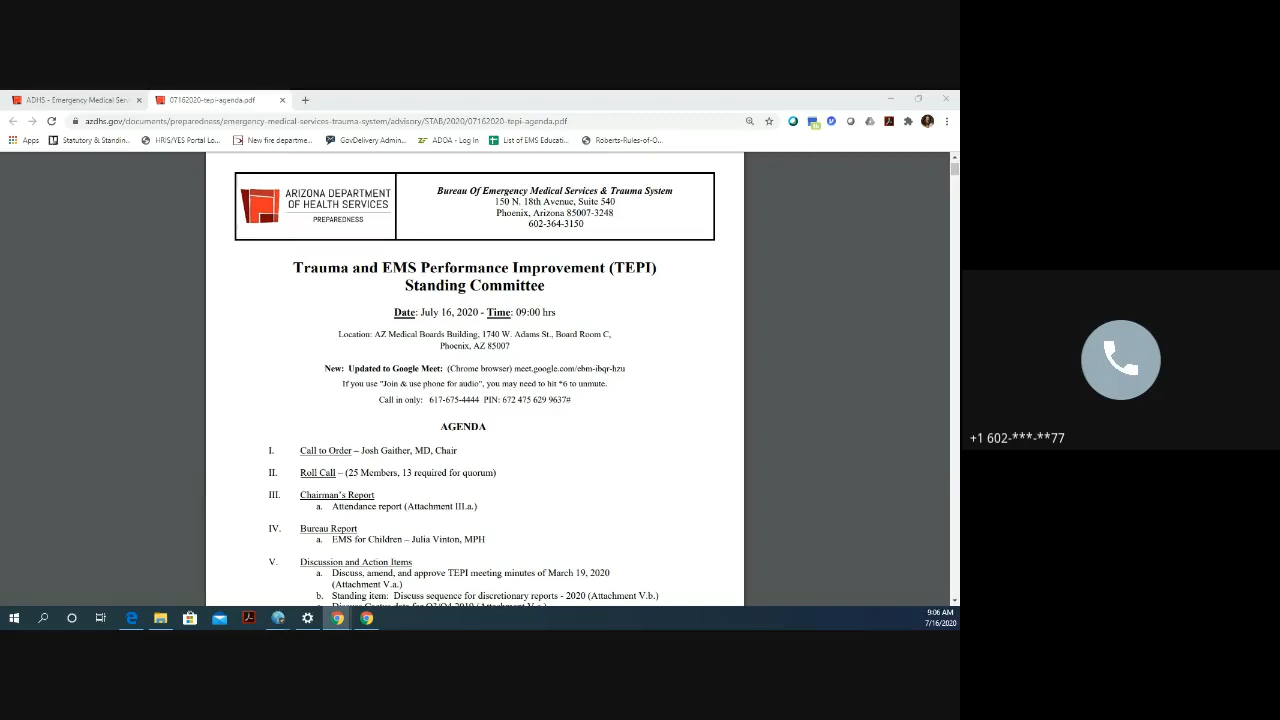 ADHS - Emergency Medical Serv
07162020-tepi-agenda.pdf
azdhs.gov/documents/preparedness/emergency-medical-services-trauma-system/advisory/STAB/2020/07162020-tepi-agenda.pdf
Apps
Statutory & Standin...
HRIS/YES Portal Lo...
New fire departme...
GovDelivery Admin...
ADOA - Log In
List of EMS Educati...
Roberts-Rules-of-O...
ARIZONA DEPARTMENT
OF HEALTH SERVICES
PREPAREDNESS
Bureau Of Emergency Medical Services & Trauma System
150 N. 18th Avenue, Suite 540
Phoenix, Arizona 85007-3248
602-364-3150
Trauma and EMS Performance Improvement (TEPI)
Standing Committee
Date: July 16, 2020 - Time: 09:00 hrs
Location: AZ Medical Boards Building, 1740 W. Adams St., Board Room C,
Phoenix, AZ 85007
New: Updated to Google Meet: (Chrome browser) meet.google.com/ebm-ibqr-hzu
If you use "Join & use phone for audio", you may need to hit *6 to unmute.
Call in only: 617-675-4444 PIN: 672 475 629 9637#
AGENDA
I. Call to Order – Josh Gaither, MD, Chair
II. Roll Call – (25 Members, 13 required for quorum)
III. Chairman's Report
a. Attendance report (Attachment III.a.)
IV. Bureau Report
a. EMS for Children – Julia Vinton, MPH
V. Discussion and Action Items
a. Discuss, amend, and approve TEPI meeting minutes of March 19, 2020
(Attachment V.a.)
b. Standing item: Discuss sequence for discretionary reports - 2020 (Attachment V.b.)
+1 602-***-**77
9:06 AM
7/16/2020